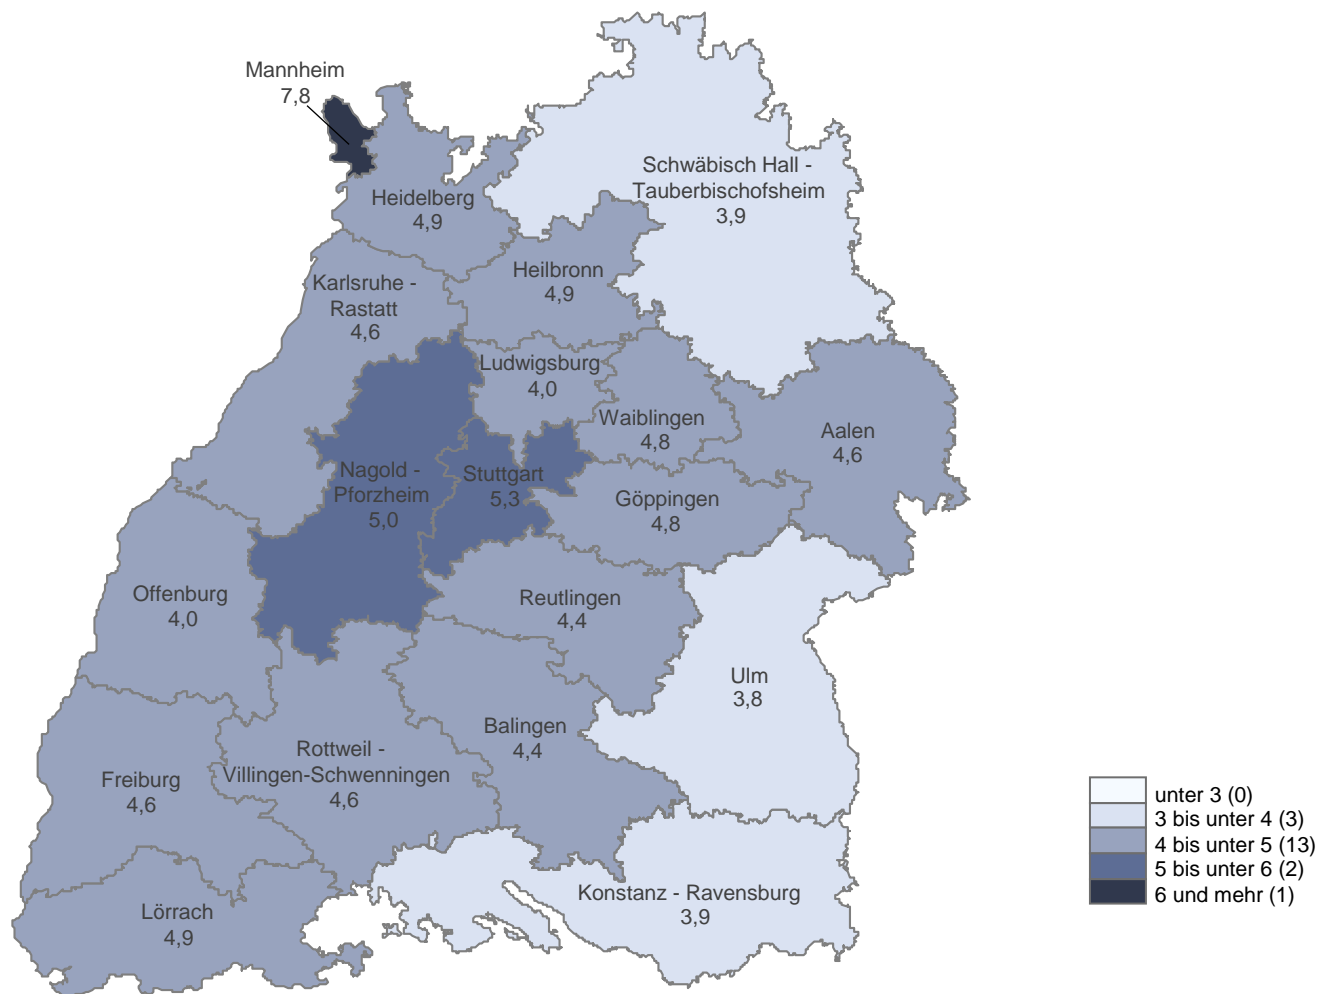 Mannheim
7,8
Schwäbisch Hall -
Tauberbischofsheim
3,9
Heidelberg
4,9
Heilbronn
4,9
Karlsruhe -
Rastatt
4,6
Ludwigsburg
4,0
Waiblingen
4,8
Aalen
4,6
Nagold -
Pforzheim
5,0
Stuttgart
5,3
Göppingen
4,8
Offenburg
4,0
Reutlingen
4,4
Ulm
3,8
Balingen
4,4
Rottweil -
Villingen-Schwenningen
4,6
Freiburg
4,6
Konstanz - Ravensburg
3,9
Lörrach
4,9
unter 3 (0)
3 bis unter 4 (3)
4 bis unter 5 (13)
5 bis unter 6 (2)
6 und mehr (1)